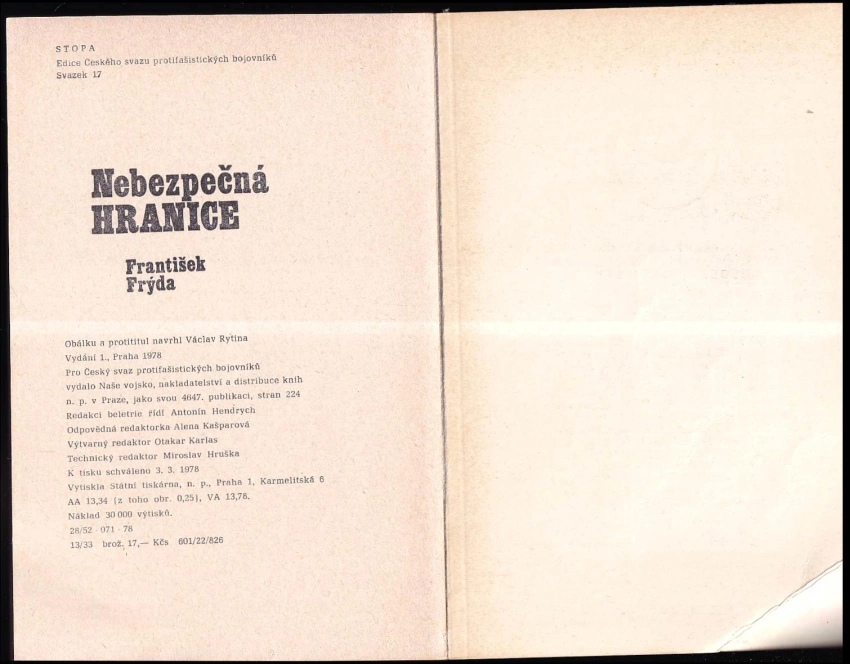 STOPA
Edice Českého svazu protifašistických bojovníků
Svazek 17
Nebezpečná
HRANICE
František
Frýda
Obálku a protititul navrhl Václav Rytina
Vydání 1., Praha 1978
Pro Český svaz protifašistických bojovníků
vydalo Naše vojsko, nakladatelství a distribuce knih
n. p. v Praze, jako svou 4647. publikaci, stran 224
Redakci beletrie řídí Antonín Hendrych
Odpovědná redaktorka Alena Kašparová
Výtvarný redaktor Otakar Karlas
Technický redaktor Miroslav Hruška
K tisku schváleno 3. 3. 1978
Vytiskla Státní tiskárna, n. p., Praha 1, Karmelitská 6
AA 13,34 (z toho obr. 0,25), VA 13,78.
Náklad 30 000 výtisků.
28/52 · 071 · 78
13/33 brož. 17,— Kčs 601/22/826